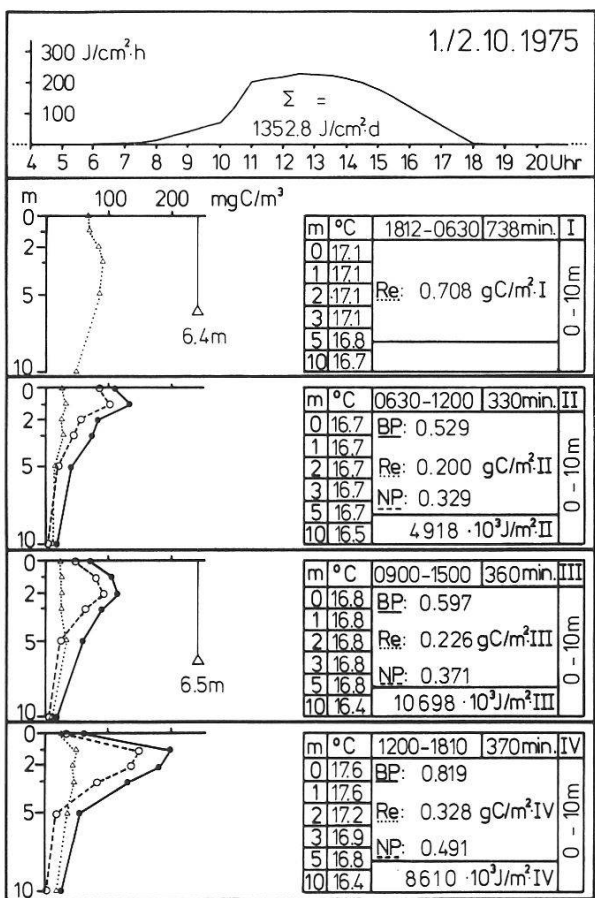 300 J/cm²·h
1./2.10.1975
200
100
Σ =
1352.8 J/cm²·d
4 5 6 7 8 9 10 11 12 13 14 15 16 17 18 19 20 Uhr
m 100 200 mgC/m³
0
2
5
10
6.4m
m °C 1812-0630 738min. I
0 17.1
1 17.1
2 17.1
3 17.1
5 16.8
10 16.7
Re: 0.708 gC/m²·I
0-10m
0
2
5
10
m °C 0630-1200 330min. II
0 16.7
1 16.7
2 16.7
3 16.7
5 16.7
10 16.5
BP: 0.529
Re: 0.200 gC/m²·II
NP: 0.329
4918 ·10³J/m²·II
0-10m
0
2
5
10
6.5m
m °C 0900-1500 360min. III
0 16.8
1 16.8
2 16.8
3 16.8
5 16.8
10 16.4
BP: 0.597
Re: 0.226 gC/m²·III
NP: 0.371
10698 ·10³J/m²·III
0-10m
0
2
5
10
m °C 1200-1810 370min. IV
0 17.6
1 17.6
2 17.2
3 16.9
5 16.8
10 16.4
BP: 0.819
Re: 0.328 gC/m²·IV
NP: 0.491
8610 ·10³J/m²·IV
0-10m